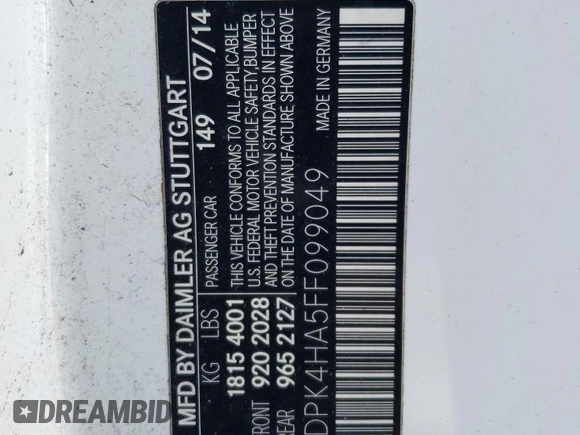 MFD BY DAIMLER AG STUTTGART
149 07/14
KG LBS PASSENGER CAR
1815 4001
FRONT 920 2028
REAR 965 2127
THIS VEHICLE CONFORMS TO ALL APPLICABLE
U.S. FEDERAL MOTOR VEHICLE SAFETY,BUMPER
AND THEFT PREVENTION STANDARDS IN EFFECT
ON THE DATE OF MANUFACTURE SHOWN ABOVE
DPK4HA5FF099049
MADE IN GERMANY
DREAMBID